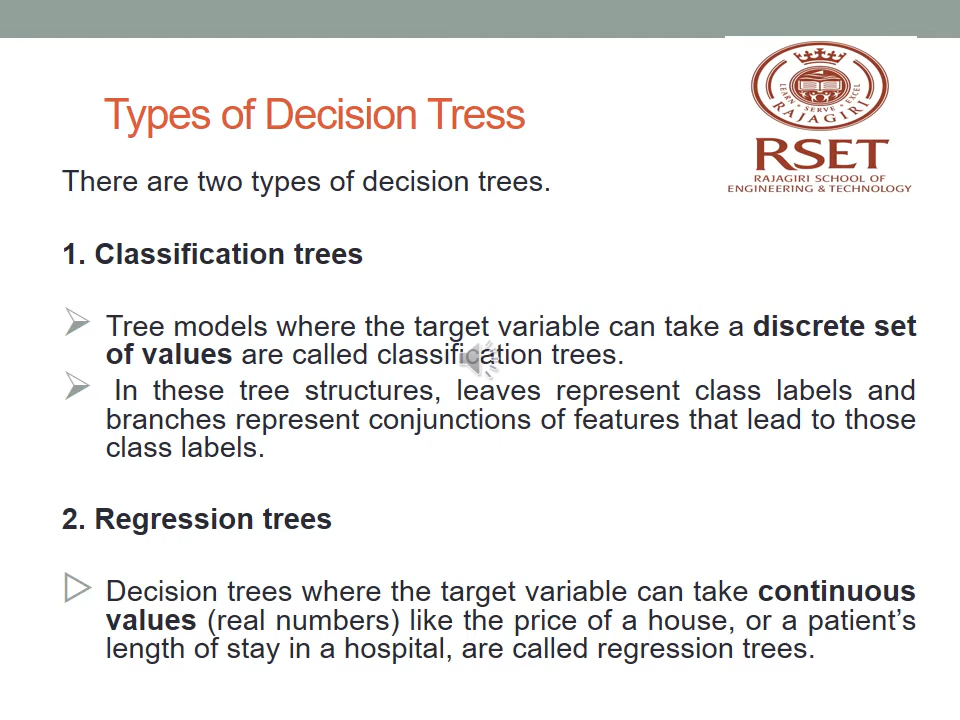 LEARN SERVE EXCEL
RAJAGIRI
RSET
RAJAGIRI SCHOOL OF
ENGINEERING & TECHNOLOGY
Types of Decision Tress
There are two types of decision trees.
1. Classification trees
Tree models where the target variable can take a discrete set
of values are called classification trees.
In these tree structures, leaves represent class labels and
branches represent conjunctions of features that lead to those
class labels.
2. Regression trees
Decision trees where the target variable can take continuous
values (real numbers) like the price of a house, or a patient’s
length of stay in a hospital, are called regression trees.